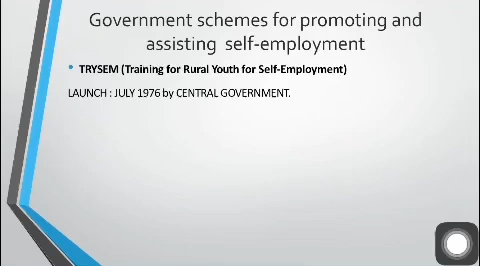 Government schemes for promoting and
assisting self-employment
• TRYSEM (Training for Rural Youth for Self-Employment)
LAUNCH : JULY 1976 by CENTRAL GOVERNMENT.